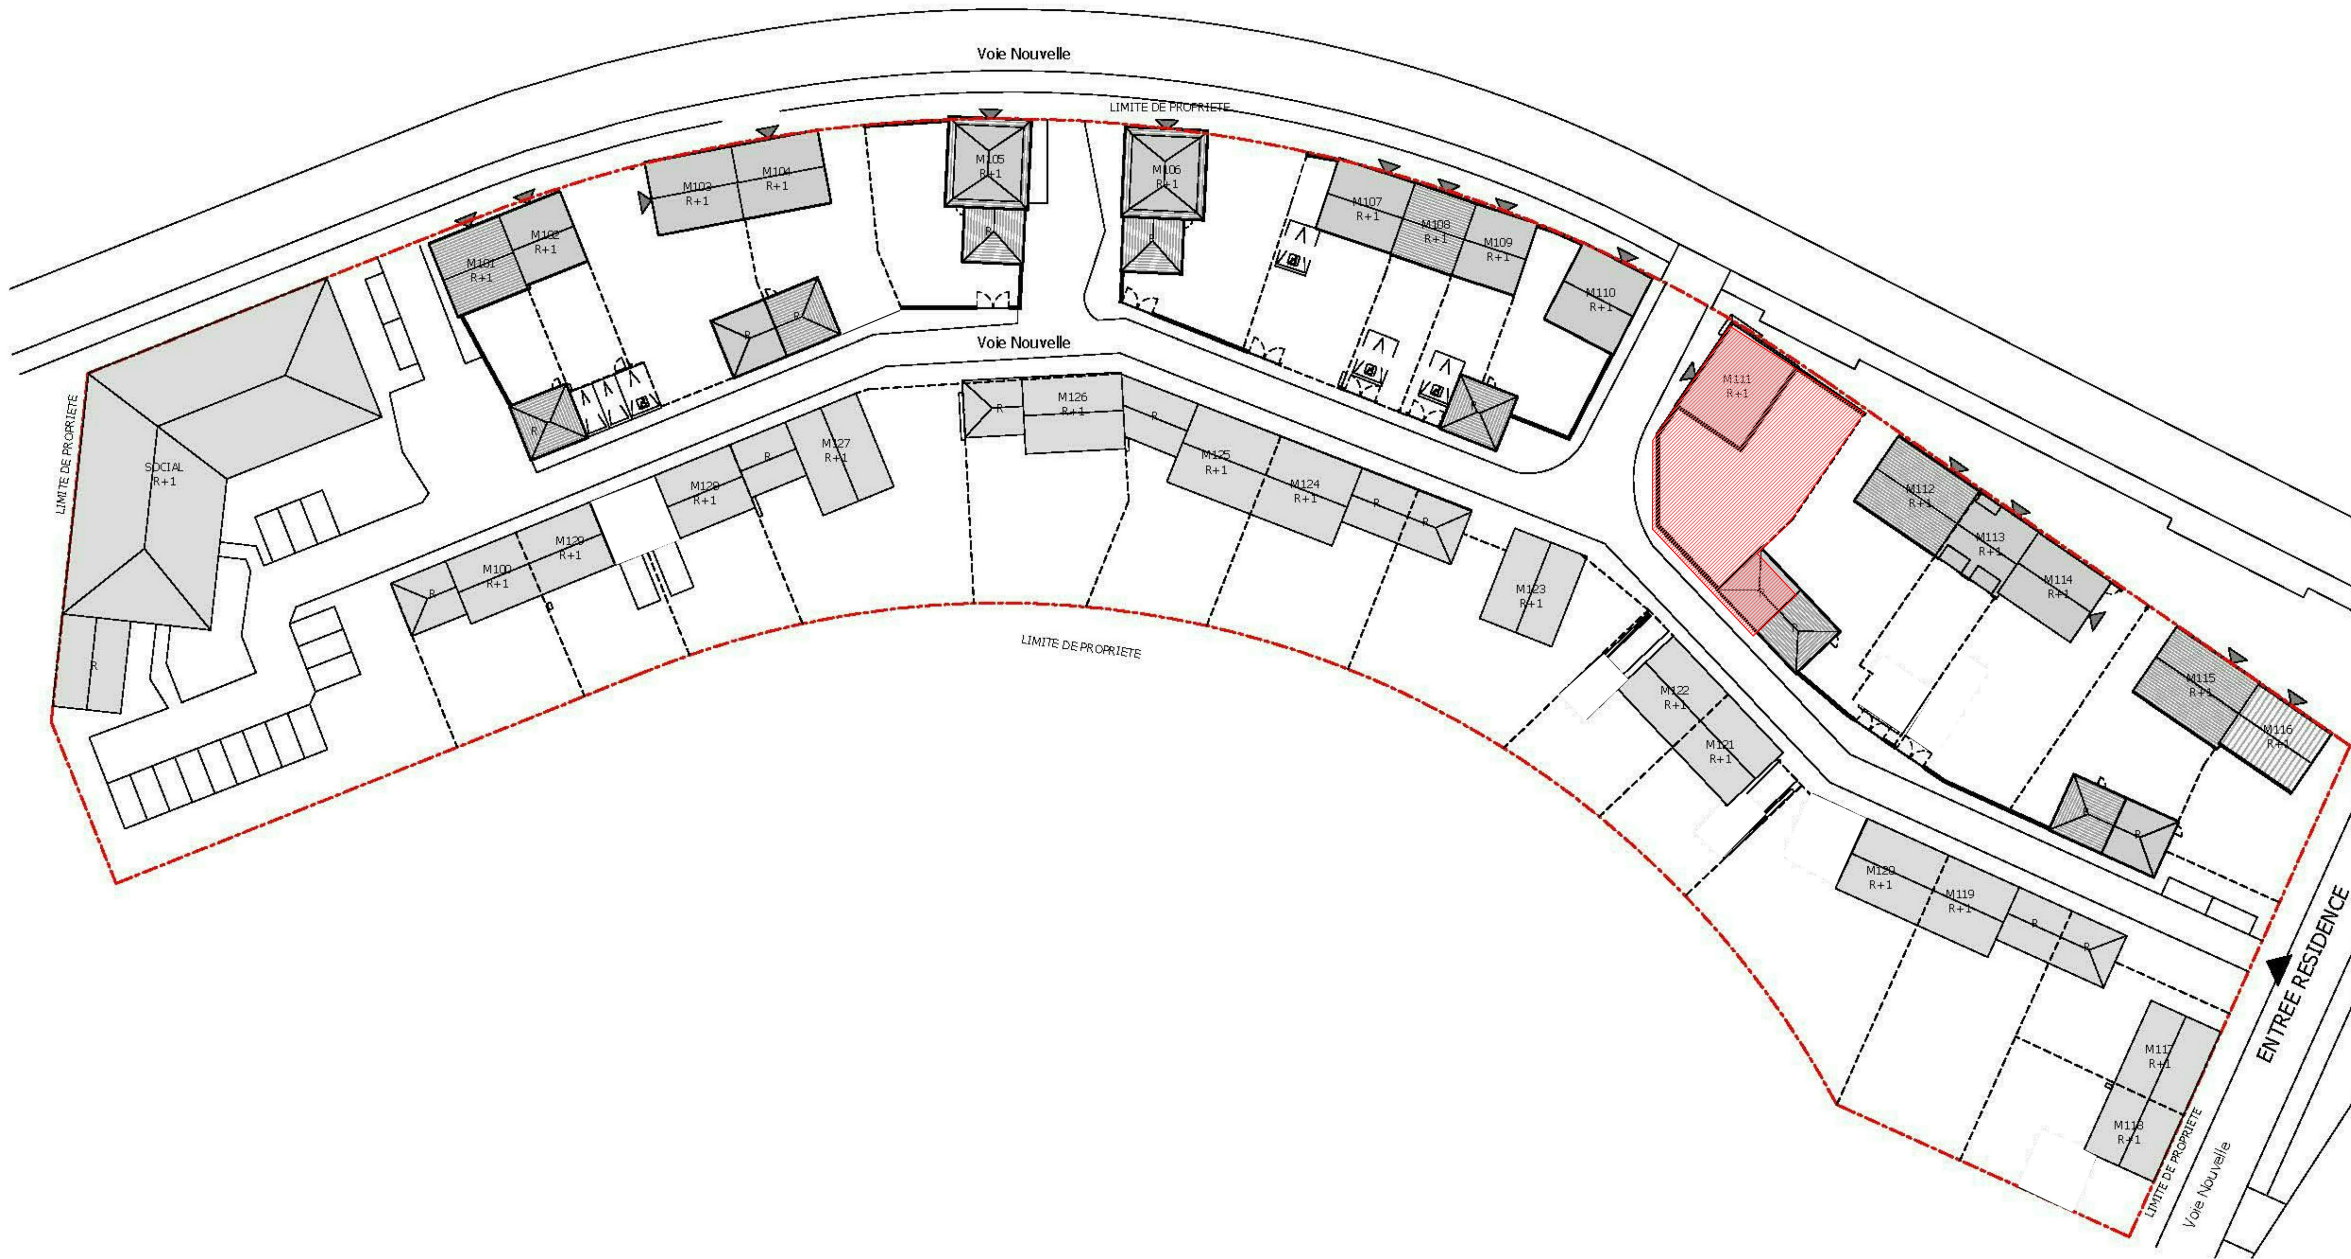 Voie Nouvelle
LIMITE DE PROPRIETE
M105
R+1
M106
R+1
M103
R+1
M104
R+1
M107
R+1
M108
R+1
M109
R+1
M102
R+1
M101
R+1
R
R
M110
R+1
R
R
Voie Nouvelle
M111
R+1
LIMITE DE PROPRIETE
SOCIAL
R+1
R
R
M126
R+1
R
R
M127
R+1
R
M128
R+1
M125
R+1
M124
R+1
R
R
M112
R+1
M113
R+1
M114
R+1
M129
R+1
M100
R+1
R
M123
R+1
R
R
LIMITE DE PROPRIETE
M122
R+1
M121
R+1
M115
R+1
M116
R+1
R
R
M120
R+1
M119
R+1
R
R
ENTREE RESIDENCE
M117
R+1
M118
R+1
LIMITE DE PROPRIETE
Voie Nouvelle